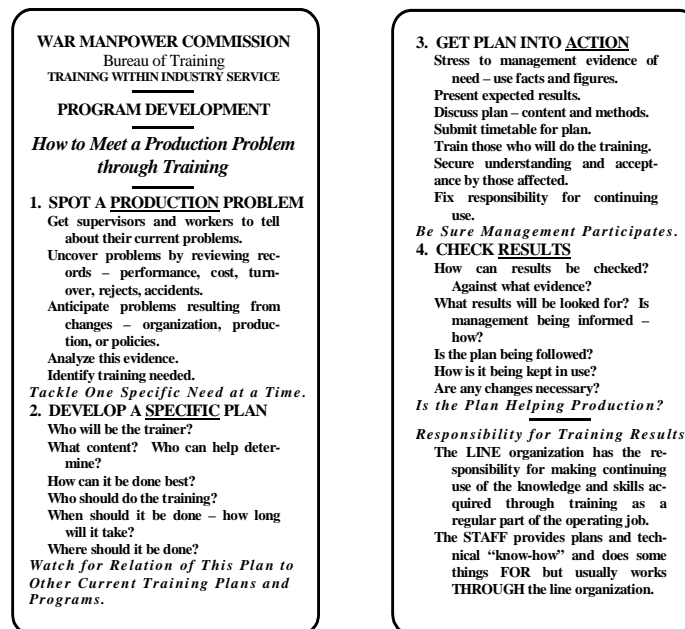 WAR MANPOWER COMMISSION
Bureau of Training
TRAINING WITHIN INDUSTRY SERVICE
PROGRAM DEVELOPMENT
How to Meet a Production Problem
through Training
1. SPOT A PRODUCTION PROBLEM
Get supervisors and workers to tell
about their current problems.
Uncover problems by reviewing rec-
ords – performance, cost, turn-
over, rejects, accidents.
Anticipate problems resulting from
changes – organization, produc-
tion, or policies.
Analyze this evidence.
Identify training needed.
Tackle One Specific Need at a Time.
2. DEVELOP A SPECIFIC PLAN
Who will be the trainer?
What content? Who can help deter-
mine?
How can it be done best?
Who should do the training?
When should it be done – how long
will it take?
Where should it be done?
Watch for Relation of This Plan to
Other Current Training Plans and
Programs.
3. GET PLAN INTO ACTION
Stress to management evidence of
need – use facts and figures.
Present expected results.
Discuss plan – content and methods.
Submit timetable for plan.
Train those who will do the training.
Secure understanding and accept-
ance by those affected.
Fix responsibility for continuing
use.
Be Sure Management Participates.
4. CHECK RESULTS
How can results be checked?
Against what evidence?
What results will be looked for? Is
management being informed –
how?
Is the plan being followed?
How is it being kept in use?
Are any changes necessary?
Is the Plan Helping Production?
Responsibility for Training Results
The LINE organization has the re-
sponsibility for making continuing
use of the knowledge and skills ac-
quired through training as a
regular part of the operating job.
The STAFF provides plans and tech-
nical “know-how” and does some
things FOR but usually works
THROUGH the line organization.